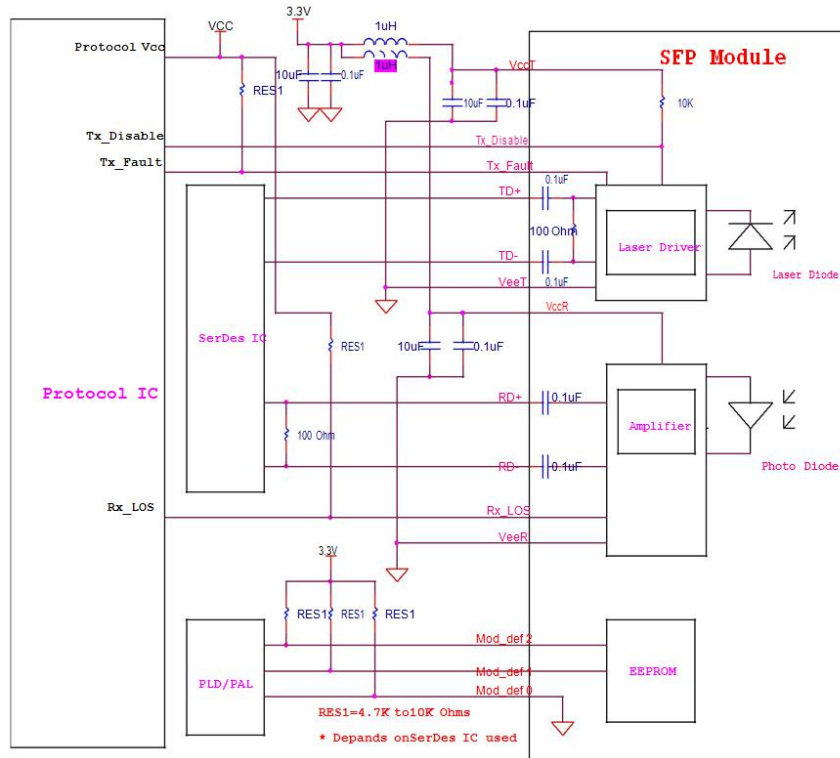 3.3V
1uH
VCC
Protocol Vcc
1uH
SFP Module
VccT
10uF
0.1uF
RES1
10uF
0.1uF
10K
Tx_Disable
Tx_Disable
Tx_Fault
Tx_Fault
0.1uF
TD+
100 Ohm
Laser Driver
TD-
Laser Diode
VeeT
0.1uF
VccR
SerDes IC
RES1
10uF
0.1uF
Protocol IC
RD+
0.1uF
Amplifier
100 Ohm
RD-
0.1uF
Photo Diode
Rx_LOS
Rx_LOS
VeeR
3.3V
RES1
RES1
RES1
Mod_def 2
PLD/PAL
Mod_def 1
EEPROM
Mod_def 0
RES1=4.7K to10K Ohms
* Depands onSerDes IC used